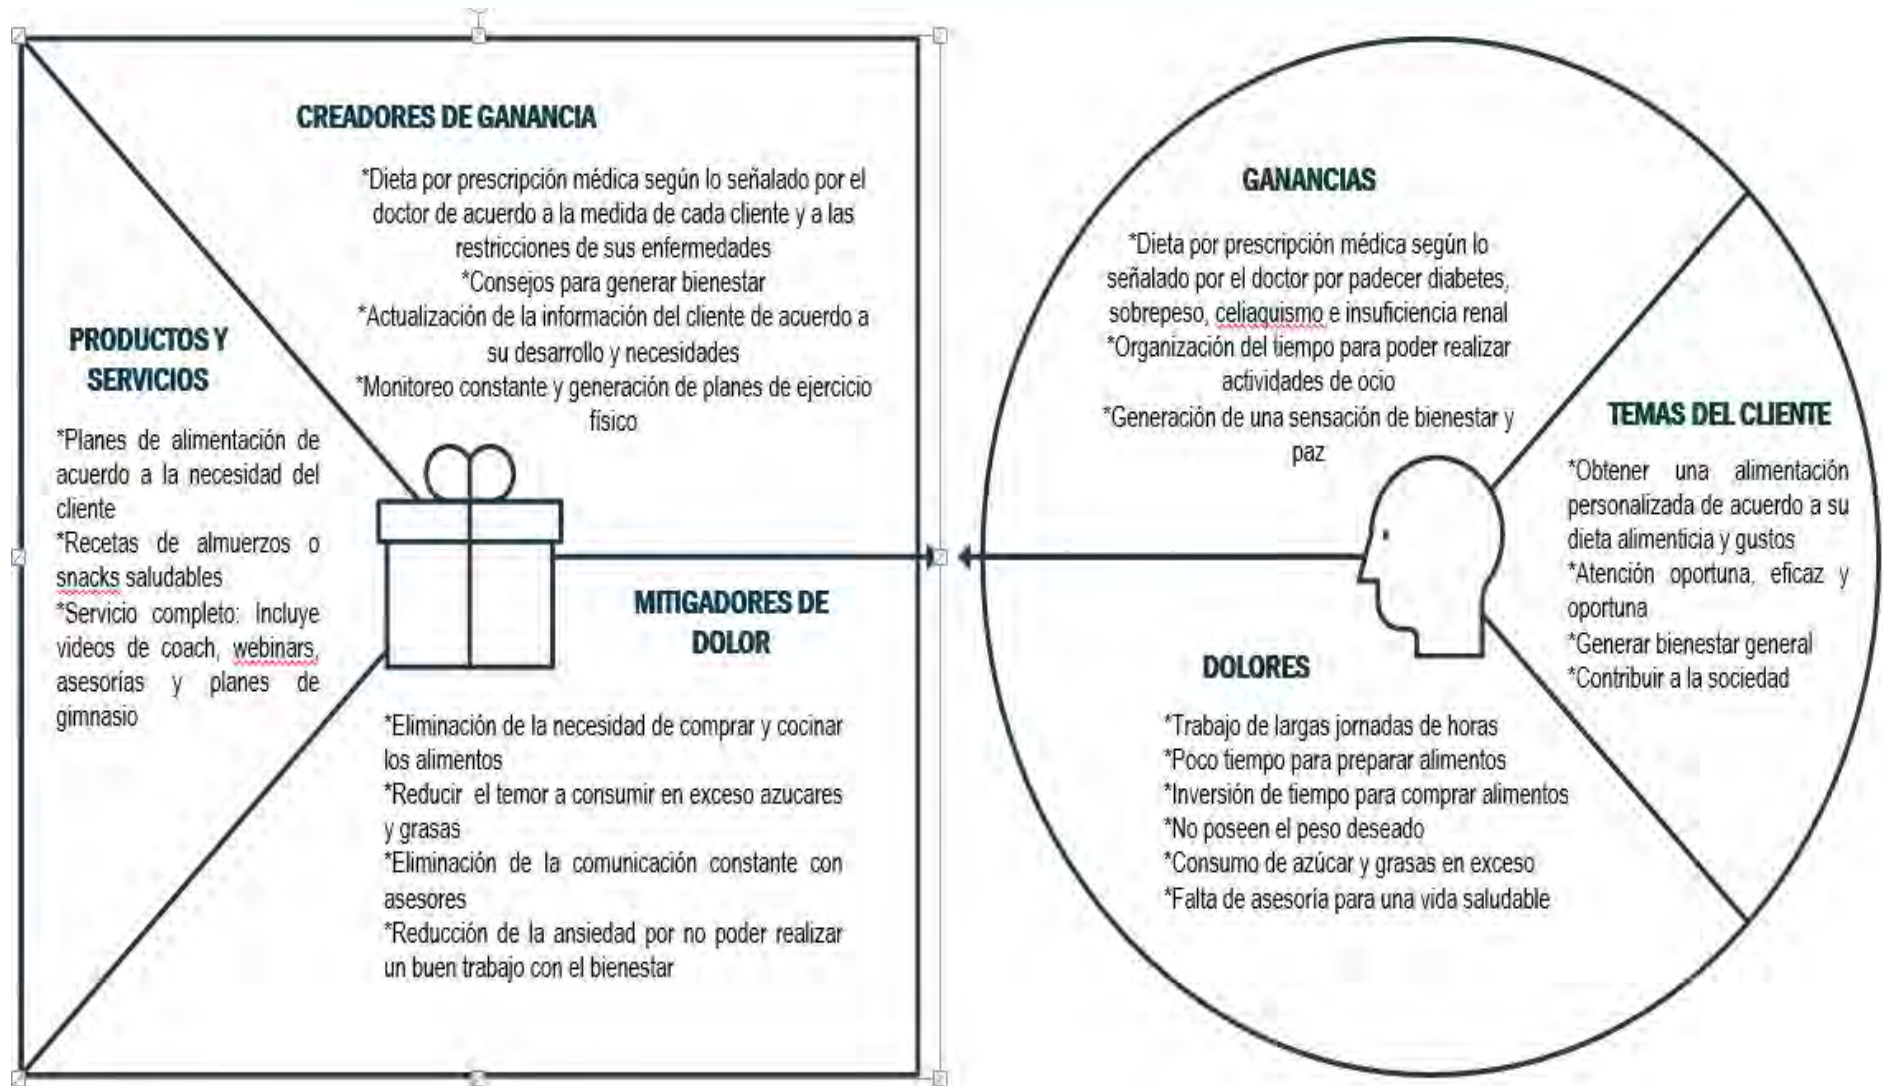 CREADORES DE GANANCIA
*Dieta por prescripción médica según lo señalado por el
doctor de acuerdo a la medida de cada cliente y a las
restricciones de sus enfermedades
*Consejos para generar bienestar
*Actualización de la información del cliente de acuerdo a
su desarrollo y necesidades
*Monitoreo constante y generación de planes de ejercicio
físico
PRODUCTOS Y
SERVICIOS
*Planes de alimentación de
acuerdo a la necesidad del
cliente
*Recetas de almuerzos o
snacks saludables
*Servicio completo: Incluye
videos de coach, webinars,
asesorías y planes de
gimnasio
MITIGADORES DE
DOLOR
*Eliminación de la necesidad de comprar y cocinar
los alimentos
*Reducir el temor a consumir en exceso azúcares
y grasas
*Eliminación de la comunicación constante con
asesores
*Reducción de la ansiedad por no poder realizar
un buen trabajo con el bienestar
GANANCIAS
*Dieta por prescripción médica según lo
señalado por el doctor por padecer diabetes,
sobrepeso, celiaquismo e insuficiencia renal
*Organización del tiempo para poder realizar
actividades de ocio
*Generación de una sensación de bienestar y
paz
TEMAS DEL CLIENTE
*Obtener una alimentación
personalizada de acuerdo a su
dieta alimenticia y gustos
*Atención oportuna, eficaz y
oportuna
*Generar bienestar general
*Contribuir a la sociedad
DOLORES
*Trabajo de largas jornadas de horas
*Poco tiempo para preparar alimentos
*Inversión de tiempo para comprar alimentos
*No poseen el peso deseado
*Consumo de azúcar y grasas en exceso
*Falta de asesoría para una vida saludable